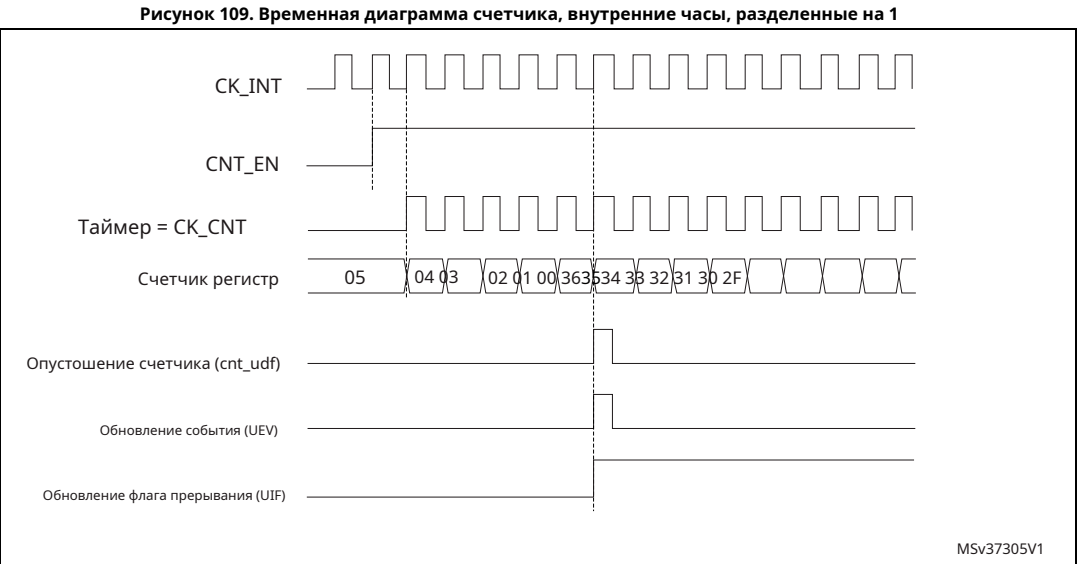 Рисунок 109. Временная диаграмма счетчика, внутренние часы, разделенные на 1
CK_INT
CNT_EN
Таймер = CK_CNT
Счетчик регистр 05 04 03 02 01 00 363534 33 32 31 30 2F
Опустошение счетчика (cnt_udf)
Обновление события (UEV)
Обновление флага прерывания (UIF)
MSv37305V1